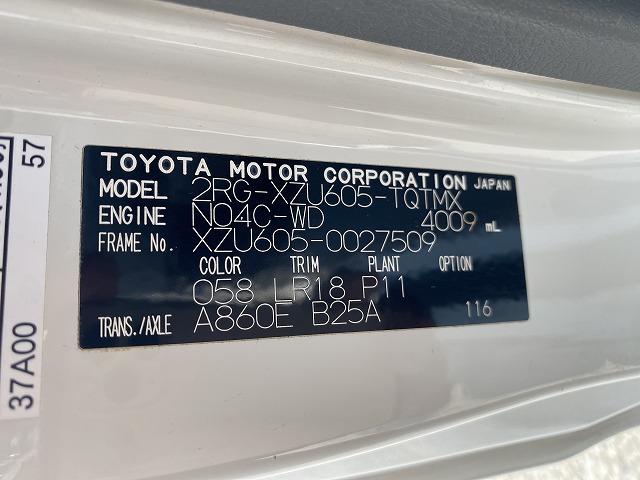 TOYOTA MOTOR CORPORATION JAPAN
MODEL 2RG-XZU605-TQTMX
ENGINE N04C-WD 4009 mL
FRAME No. XZU605-0027509
COLOR TRIM PLANT OPTION
058 LR18 P11
TRANS./AXLE A860E B25A 116
57
37A00